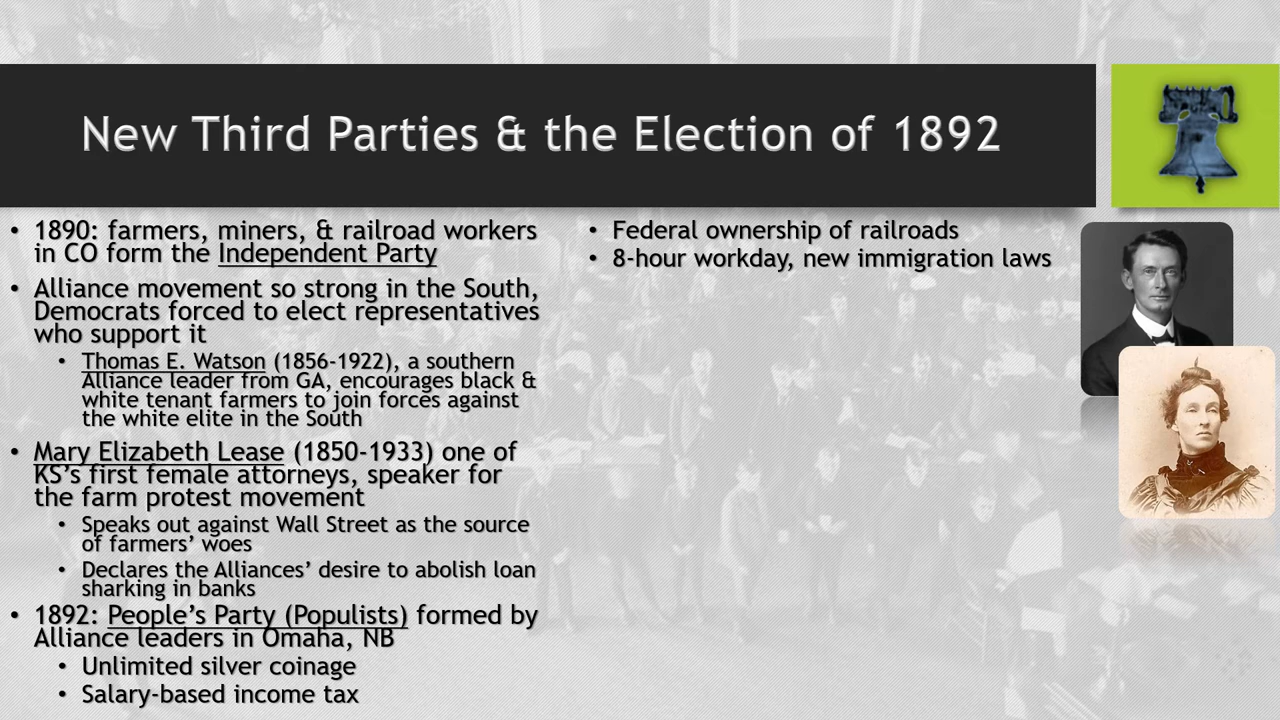 New Third Parties & the Election of 1892
• 1890: farmers, miners, & railroad workers
in CO form the Independent Party
• Alliance movement so strong in the South,
Democrats forced to elect representatives
who support it
• Thomas E. Watson (1856-1922), a southern
Alliance leader from GA, encourages black &
white tenant farmers to join forces against
the white elite in the South
• Mary Elizabeth Lease (1850-1933) one of
KS’s first female attorneys, speaker for
the farm protest movement
• Speaks out against Wall Street as the source
of farmers’ woes
• Declares the Alliances’ desire to abolish loan
sharking in banks
• 1892: People’s Party (Populists) formed by
Alliance leaders in Omaha, NB
• Unlimited silver coinage
• Salary-based income tax
• Federal ownership of railroads
• 8-hour workday, new immigration laws